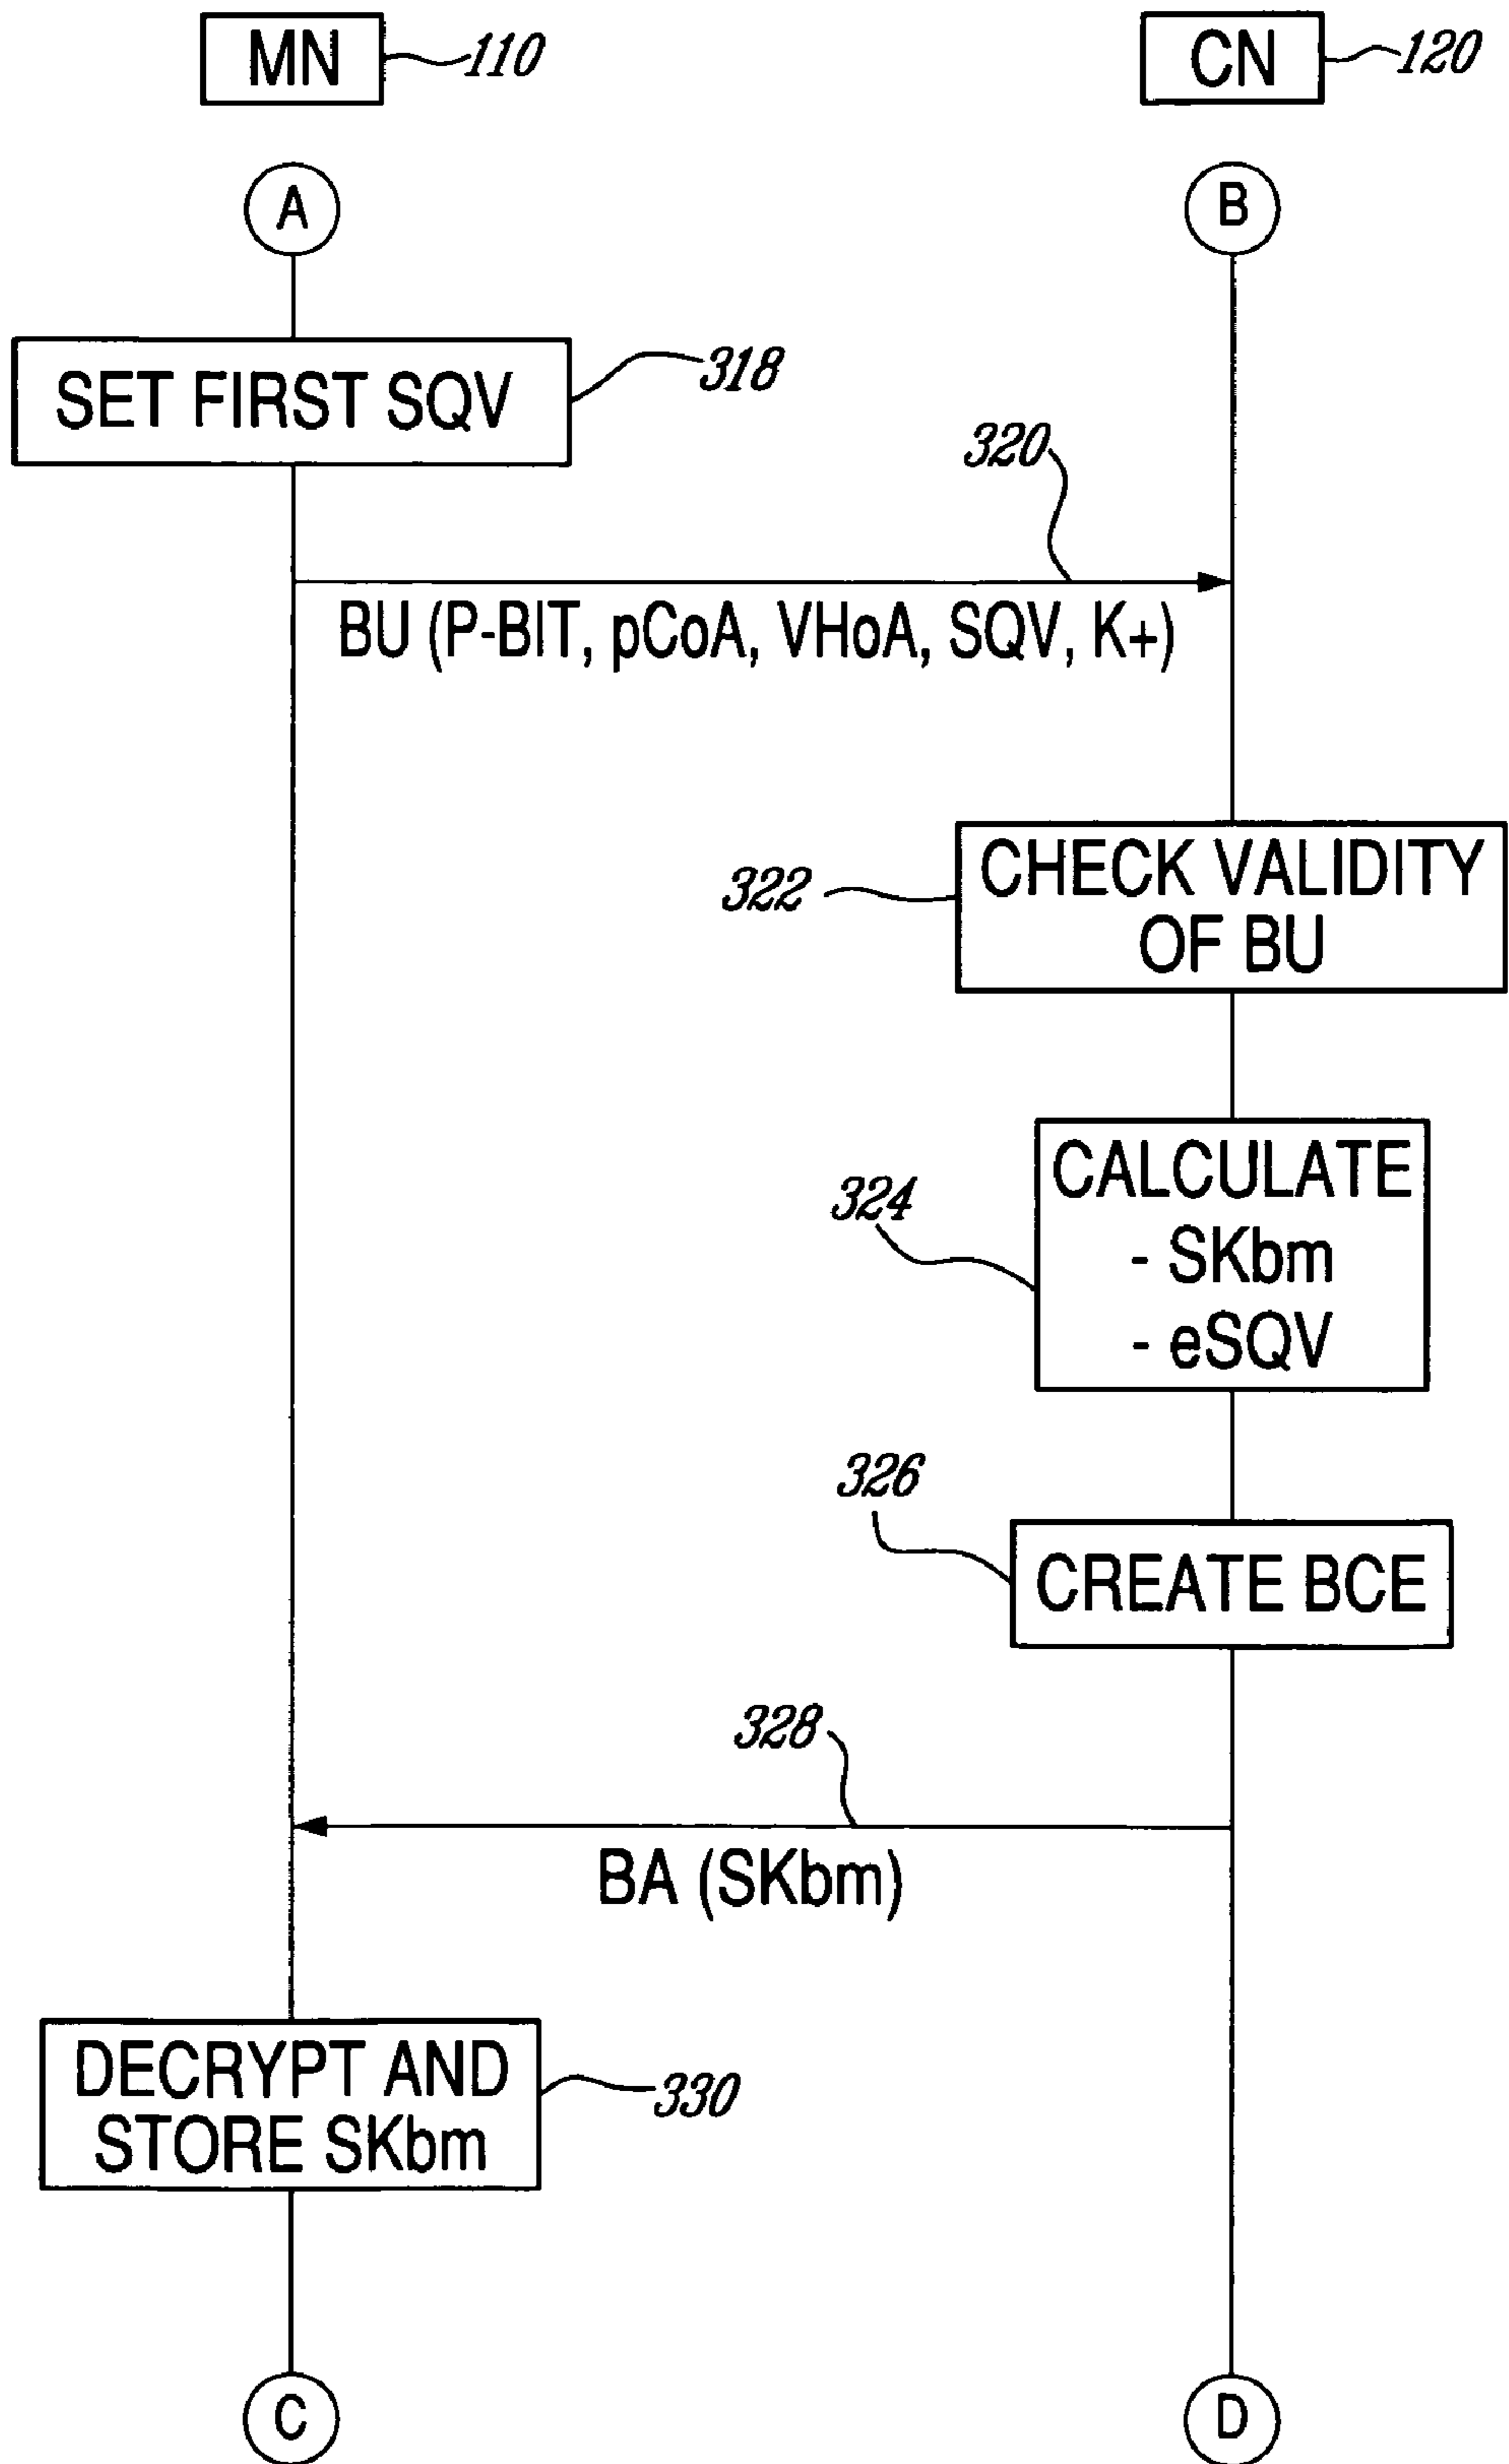 MN
110
CN
120
A
B
SET FIRST SQV
318
320
BU (P-BIT, pCoA, VHoA, SQV, K+)
322
CHECK VALIDITY
OF BU
324
CALCULATE
- SKbm
- eSQV
326
CREATE BCE
328
BA (SKbm)
DECRYPT AND
STORE SKbm
330
C
D